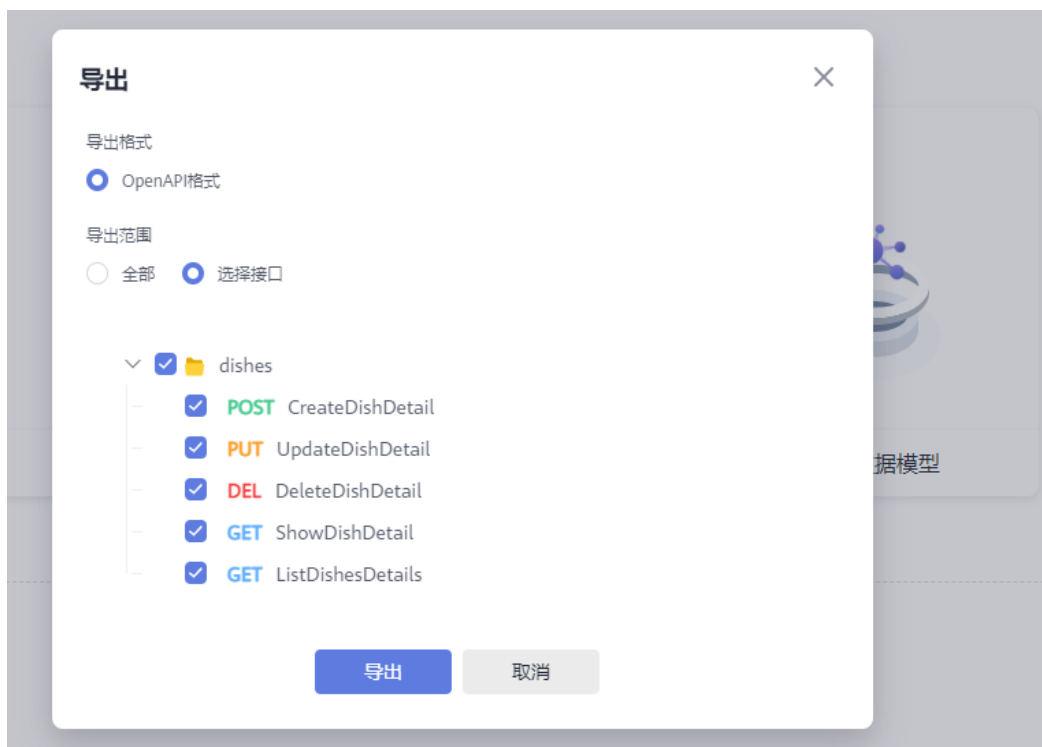 导出
导出格式
OpenAPI格式
导出范围
全部 选择接口
dishes
POST CreateDishDetail
PUT UpdateDishDetail
据模型
DEL DeleteDishDetail
GET ShowDishDetail
GET ListDishesDetails
导出 取消